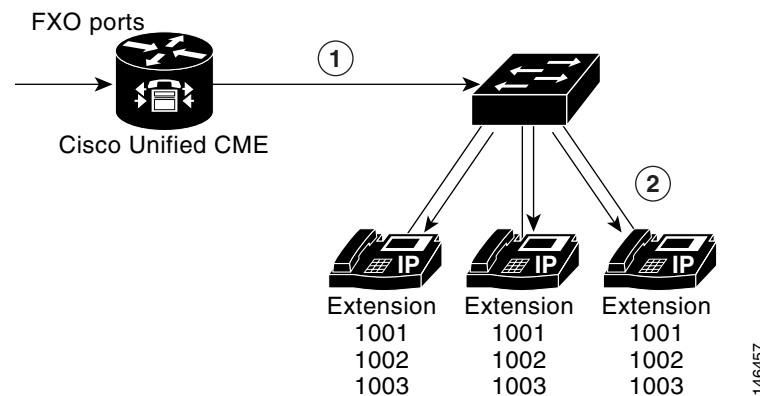 FXO ports
1
Cisco Unified CME
2
IP IP IP
Extension Extension Extension
1001 1001 1001
1002 1002 1002
1003 1003 1003
146457